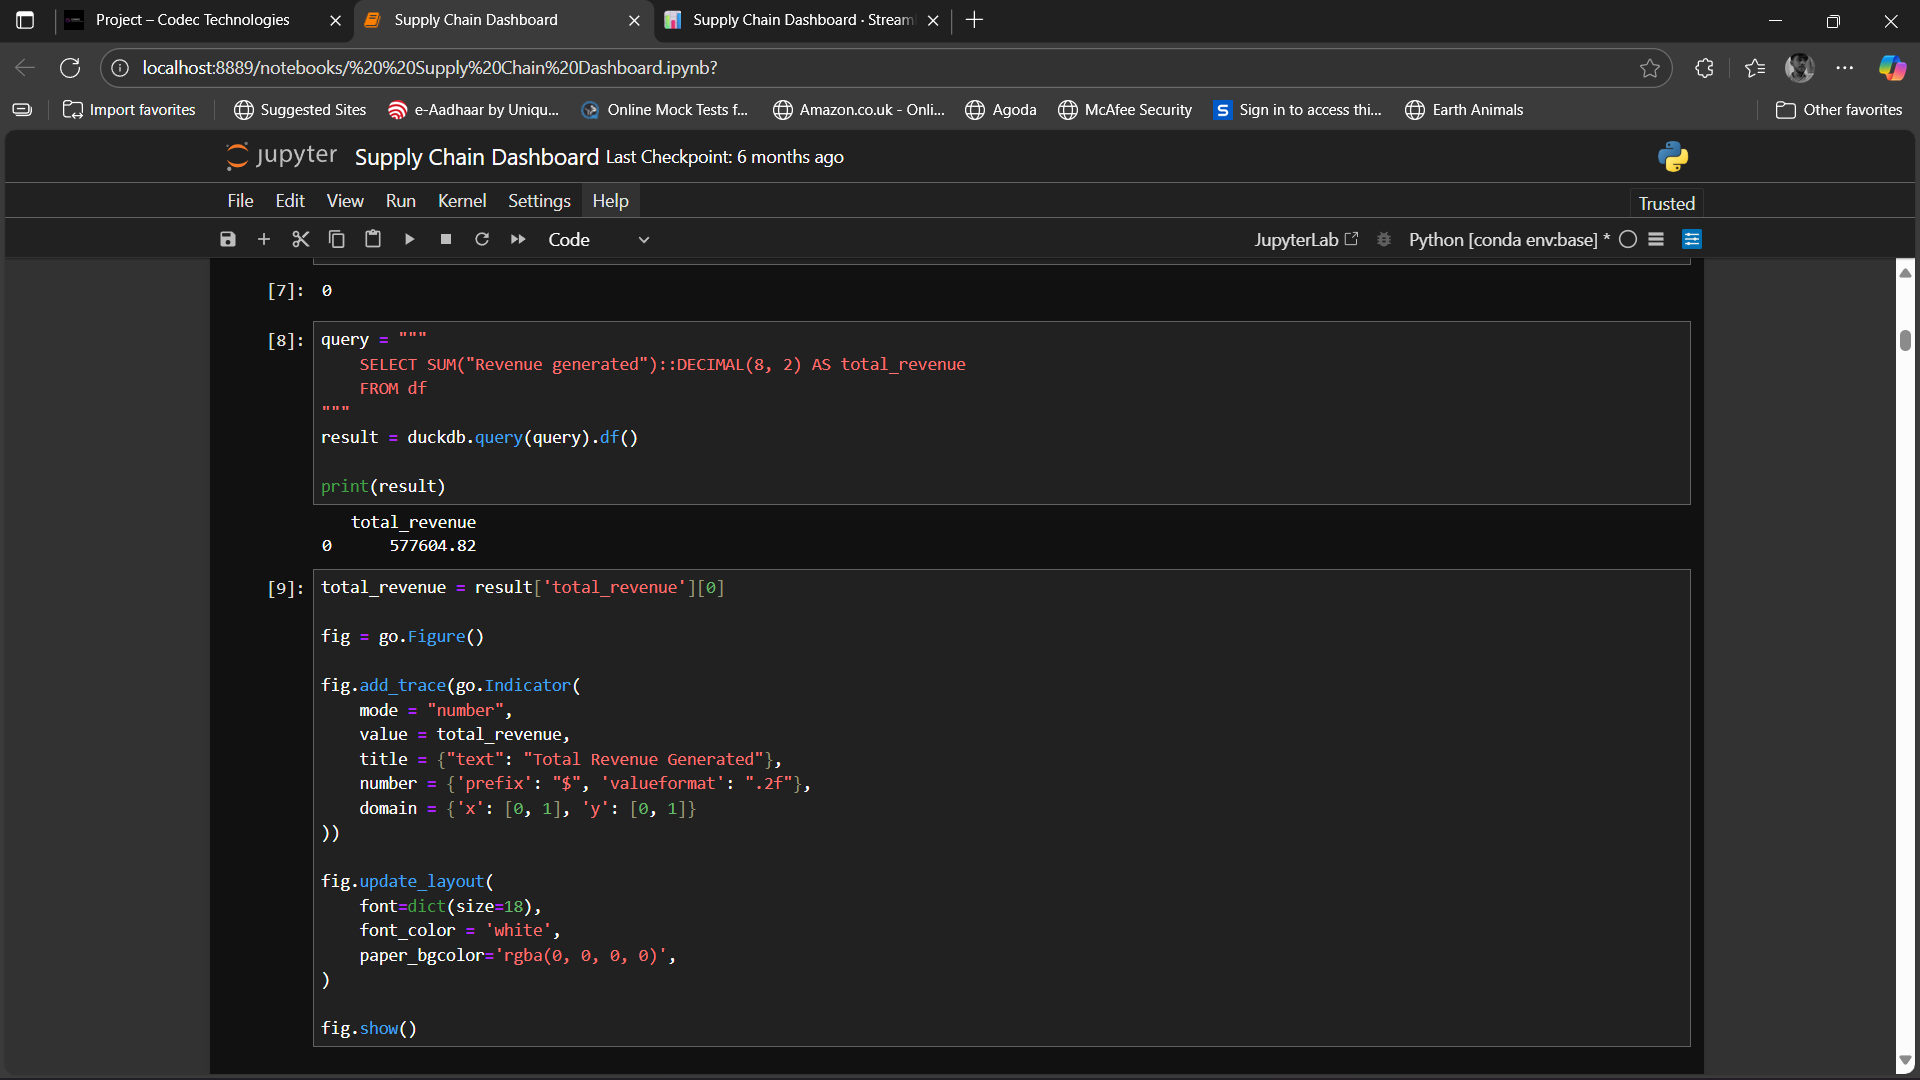 Project – Codec Technologies
Supply Chain Dashboard
Supply Chain Dashboard · Stream
localhost:8889/notebooks/%20%20Supply%20Chain%20Dashboard.ipynb?
Import favorites
Suggested Sites
e-Aadhaar by Uniqu...
Online Mock Tests f...
Amazon.co.uk - Onli...
Agoda
McAfee Security
S Sign in to access thi...
Earth Animals
Other favorites
jupyter Supply Chain Dashboard Last Checkpoint: 6 months ago
File Edit View Run Kernel Settings Help
Trusted
Code
JupyterLab
Python [conda env:base] *
[7]: 0
[8]: query = """
SELECT SUM("Revenue generated")::DECIMAL(8, 2) AS total_revenue
FROM df
"""
result = duckdb.query(query).df()
print(result)
total_revenue
0 577604.82
[9]: total_revenue = result['total_revenue'][0]
fig = go.Figure()
fig.add_trace(go.Indicator(
mode = "number",
value = total_revenue,
title = {"text": "Total Revenue Generated"},
number = {'prefix': "$", 'valueformat': ".2f"},
domain = {'x': [0, 1], 'y': [0, 1]}
))
fig.update_layout(
font=dict(size=18),
font_color = 'white',
paper_bgcolor='rgba(0, 0, 0, 0)',
)
fig.show()